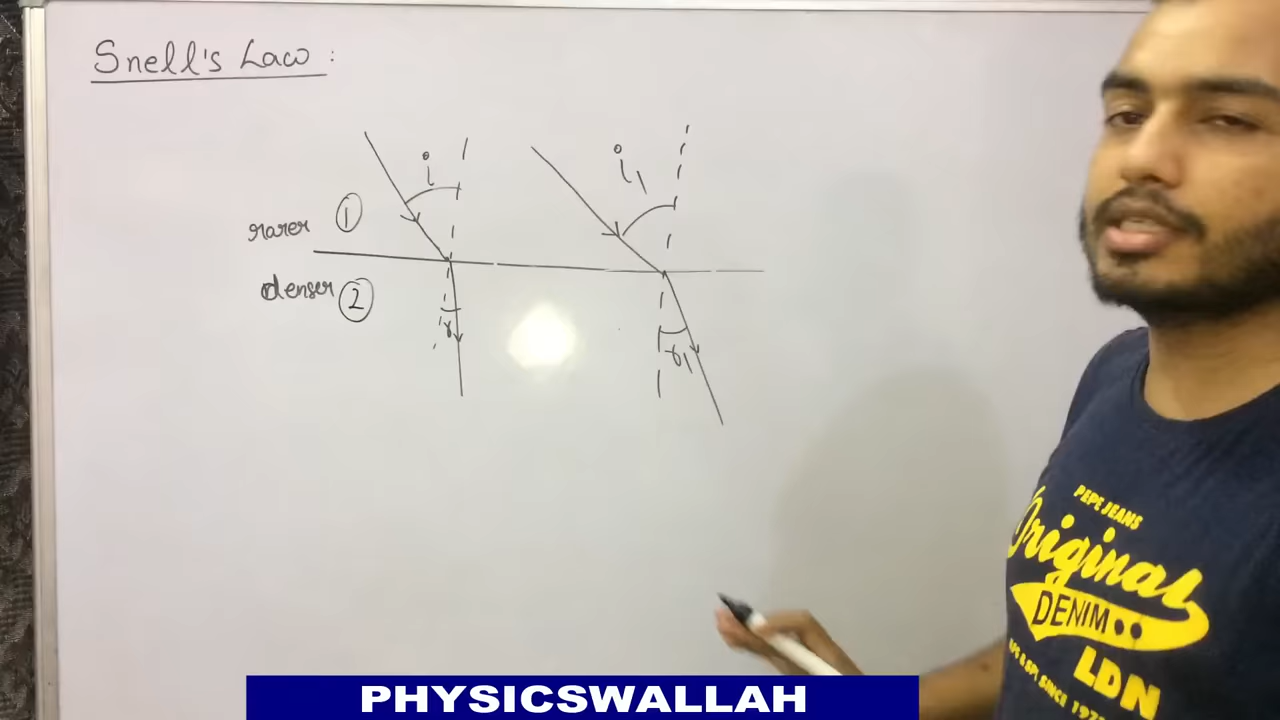 Snell's Law :
i
i1
rarer 1
denser 2
r
r1
PEPE JEANS
Original
DENIM
LDN
PHYSICSWALLAH